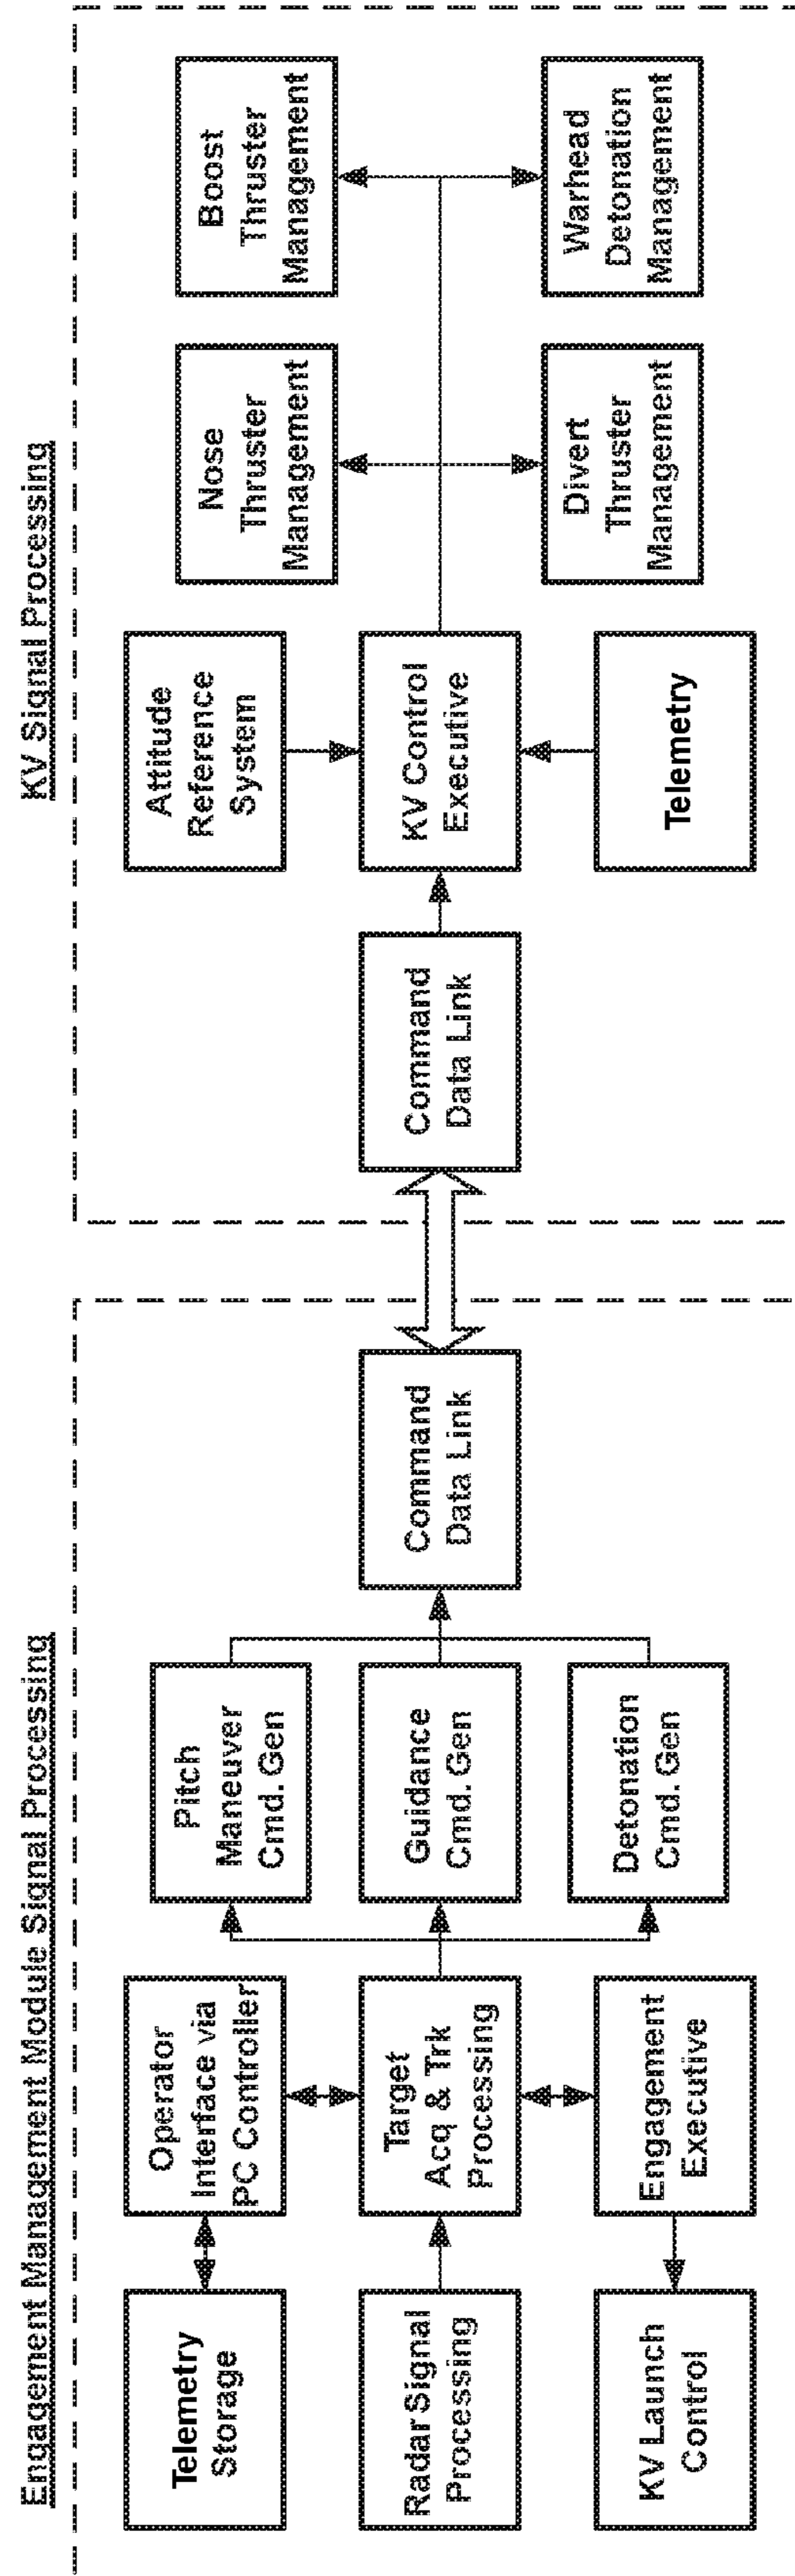 Engagement Management Module Signal Processing
KV Signal Processing
Telemetry
Storage
Operator
Interface via
PC Controller
Pitch
Maneuver
Cmd. Gen
Radar Signal
Processing
Target
Acq & Trk
Processing
Guidance
Cmd. Gen
Command
Data Link
KV Launch
Control
Engagement
Executive
Detonation
Cmd. Gen
Command
Data Link
Attitude
Reference
System
KV Control
Executive
Telemetry
Nose
Thruster
Management
Boost
Thruster
Management
Divert
Thruster
Management
Warhead
Detonation
Management